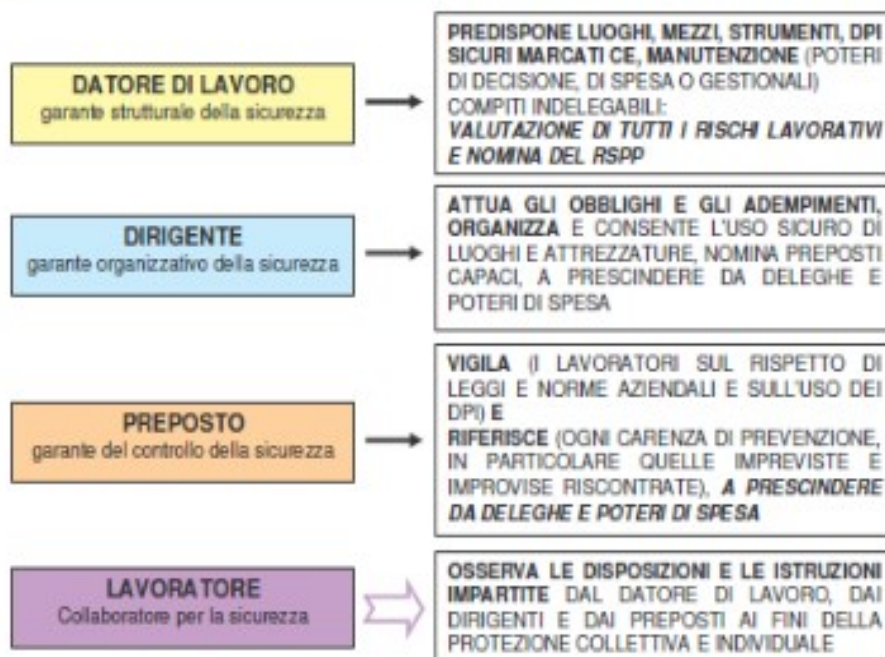 DATORE DI LAVORO
garante strutturale della sicurezza
PREDISPONE LUOGHI, MEZZI, STRUMENTI, DPI
SICURI MARCATI CE, MANUTENZIONE (POTERI
DI DECISIONE, DI SPESA O GESTIONALI)
COMPITI INDELEGABILI:
VALUTAZIONE DI TUTTI I RISCHI LAVORATIVI
E NOMINA DEL RSPP
DIRIGENTE
garante organizzativo della sicurezza
ATTUA GLI OBBLIGHI E GLI ADEMPIMENTI,
ORGANIZZA E CONSENTE L'USO SICURO DI
LUOGHI E ATTREZZATURE, NOMINA PREPOSTI
CAPACI, A PRESCINDERE DA DELEGHE E
POTERI DI SPESA
PREPOSTO
garante del controllo della sicurezza
VIGILA (I LAVORATORI SUL RISPETTO DI
LEGGI E NORME AZIENDALI E SULL'USO DEI
DPI) E
RIFERISCE (OGNI CARENZA DI PREVENZIONE,
IN PARTICOLARE QUELLE IMPREVISTE E
IMPROVISE RISCONTRATE), A PRESCINDERE
DA DELEGHE E POTERI DI SPESA
LAVORATORE
Collaboratore per la sicurezza
OSSERVA LE DISPOSIZIONI E LE ISTRUZIONI
IMPARTITE DAL DATORE DI LAVORO, DAI
DIRIGENTI E DAI PREPOSTI AI FINI DELLA
PROTEZIONE COLLETTIVA E INDIVIDUALE